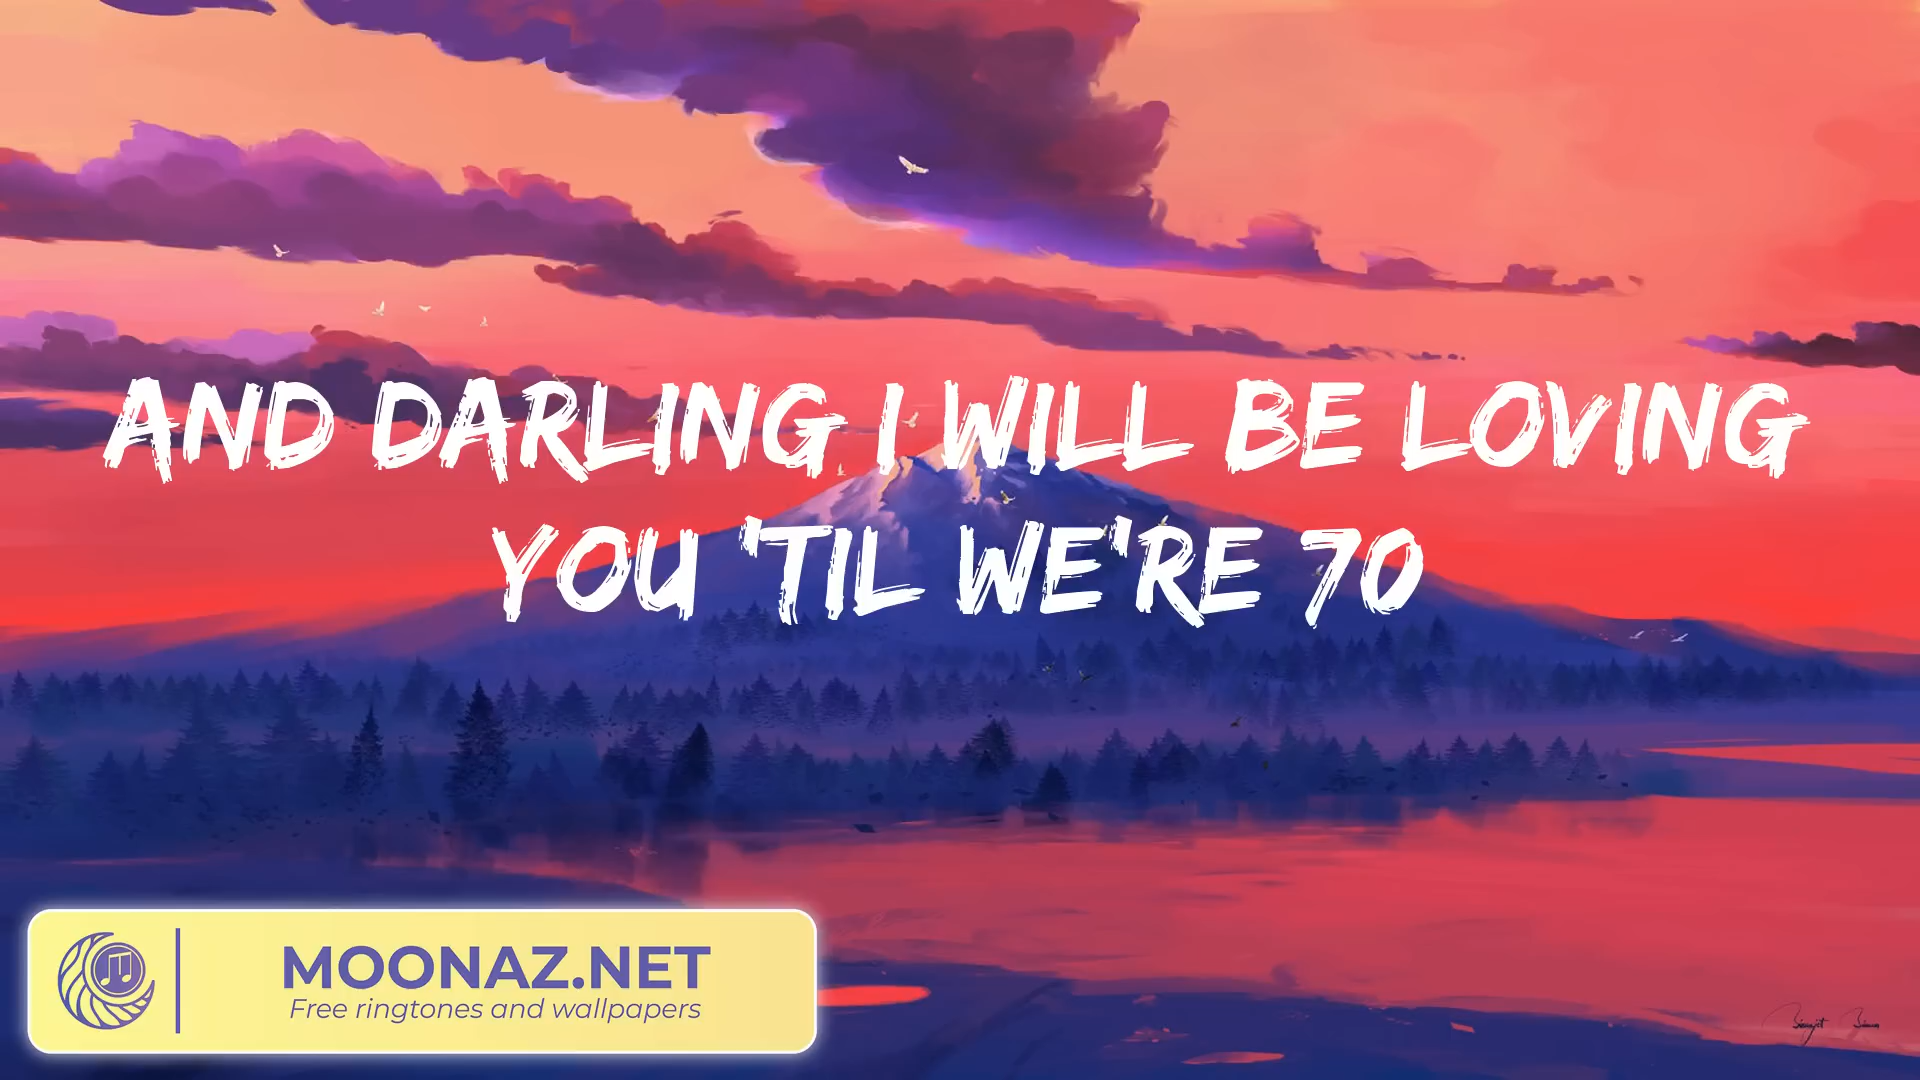 AND DARLING I WILL BE LOVING
YOU 'TIL WE'RE 70
MOONAZ.NET
Free ringtones and wallpapers